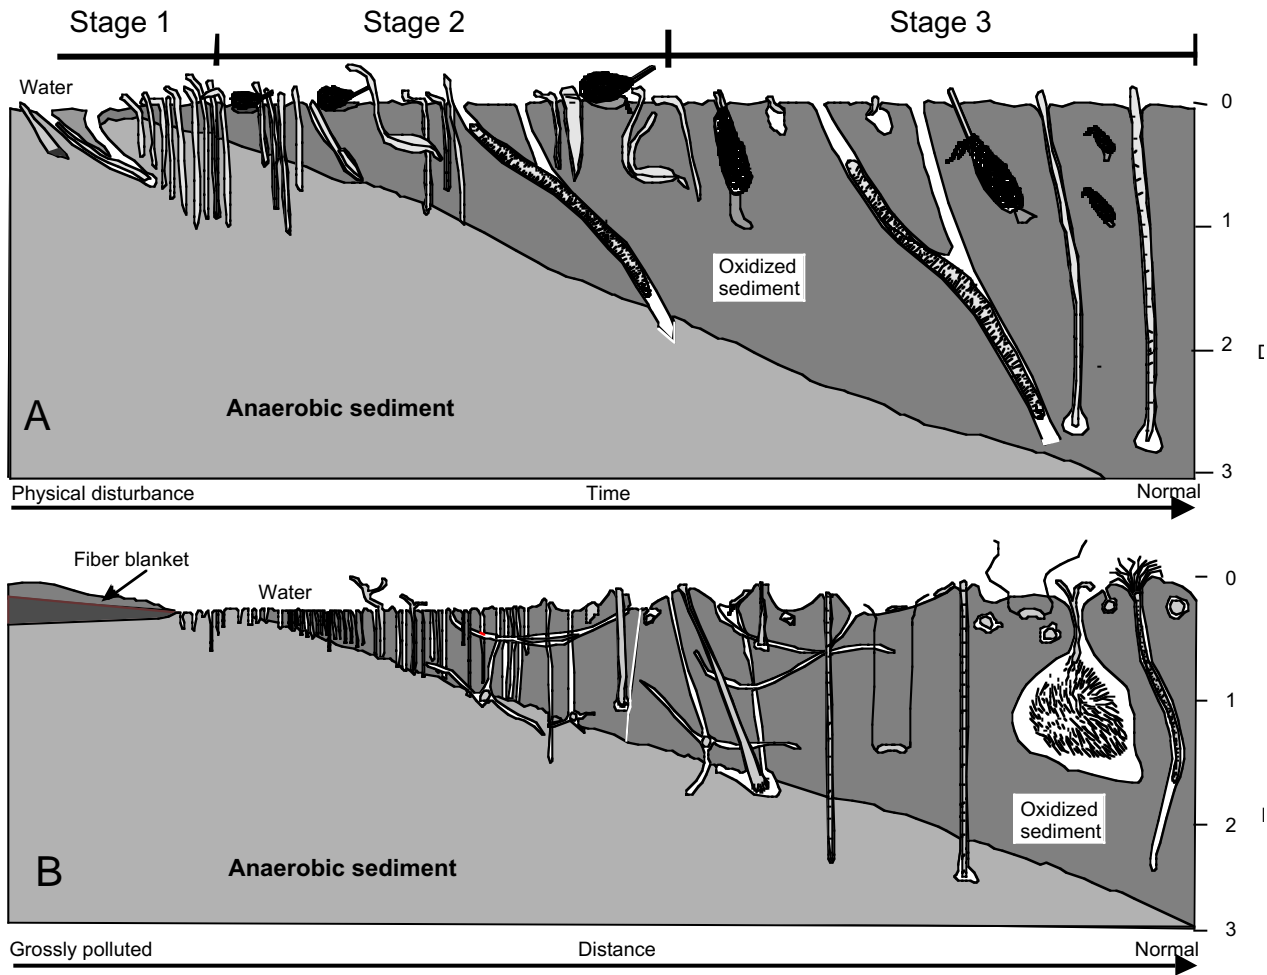 Stage 1
Stage 2
Stage 3
Water
0
Oxidized
sediment
1
2
A
Anaerobic sediment
3
Physical disturbance
Time
Normal
Fiber blanket
Water
0
1
Oxidized
sediment
2
B
Anaerobic sediment
3
Grossly polluted
Distance
Normal